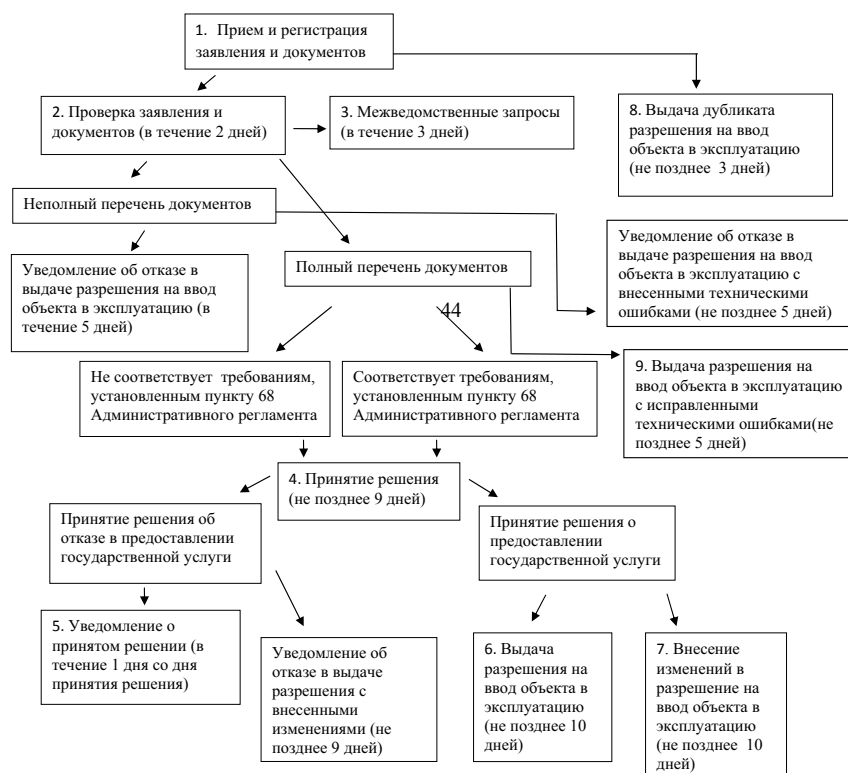 1. Прием и регистрация
заявления и документов
2. Проверка заявления и
документов (в течение 2 дней)
3. Межведомственные запросы
(в течение 3 дней)
8. Выдача дубликата
разрешения на ввод
объекта в эксплуатацию
(не позднее 3 дней)
Неполный перечень документов
Уведомление об отказе в
выдаче разрешения на ввод
объекта в эксплуатацию (в
течение 5 дней)
Полный перечень документов
Уведомление об отказе в
выдаче разрешения на ввод
объекта в эксплуатацию с
внесенными техническими
ошибками (не позднее 5 дней)
44
Не соответствует требованиям,
установленным пункту 68
Административного регламента
Соответствует требованиям,
установленным пункту 68
Административного регламента
9. Выдача разрешения на
ввод объекта в эксплуатацию
с исправленными
техническими ошибками(не
позднее 5 дней)
4. Принятие решения
(не позднее 9 дней)
Принятие решения об
отказе в предоставлении
государственной услуги
Принятие решения о
предоставлении
государственной услуги
5. Уведомление о
принятом решении (в
течение 1 дня со дня
принятия решения)
Уведомление об
отказе в выдаче
разрешения с
внесенными
изменениями (не
позднее 9 дней)
6. Выдача
разрешения на
ввод объекта в
эксплуатацию
(не позднее 10
дней)
7. Внесение
изменений в
разрешение на
ввод объекта в
эксплуатацию
(не позднее 10
дней)